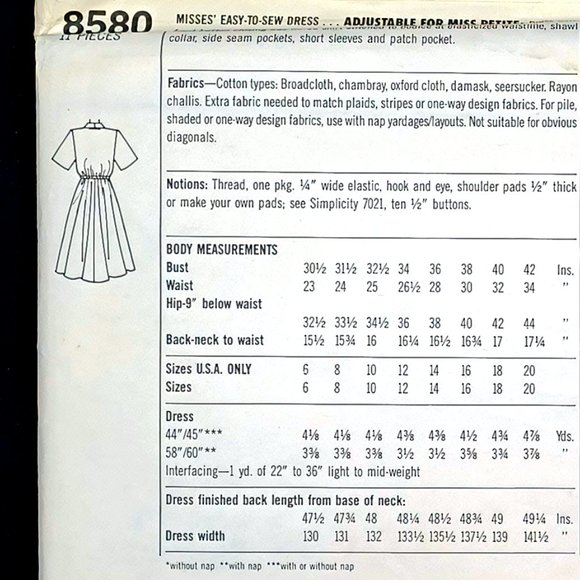 8580 MISSES' EASY-TO-SEW DRESS . . . ADJUSTABLE FOR MISS PETITE
11 PIECES
collar, side seam pockets, short sleeves and patch pocket.
Fabrics—Cotton types: Broadcloth, chambray, oxford cloth, damask, seersucker. Rayon
challis. Extra fabric needed to match plaids, stripes or one-way design fabrics. For pile,
shaded or one-way design fabrics, use with nap yardages/layouts. Not suitable for obvious
diagonals.
Notions: Thread, one pkg. ¼" wide elastic, hook and eye, shoulder pads ½" thick
or make your own pads; see Simplicity 7021, ten ½" buttons.
BODY MEASUREMENTS
Bust 30½ 31½ 32½ 34 36 38 40 42 Ins.
Waist 23 24 25 26½ 28 30 32 34 "
Hip-9" below waist
32½ 33½ 34½ 36 38 40 42 44 "
Back-neck to waist 15½ 15¾ 16 16¼ 16½ 16¾ 17 17¼ "
Sizes U.S.A. ONLY 6 8 10 12 14 16 18 20
Sizes 6 8 10 12 14 16 18 20
Dress
44"/45"*** 4⅛ 4⅛ 4⅛ 4⅜ 4⅜ 4½ 4¾ 4⅞ Yds.
58"/60"** 3⅜ 3⅜ 3⅜ 3½ 3½ 3⅝ 3¾ 3⅞ "
Interfacing—1 yd. of 22" to 36" light to mid-weight
Dress finished back length from base of neck:
47½ 47¾ 48 48¼ 48½ 48¾ 49 49¼ Ins.
Dress width 130 131 132 133½ 135½ 137½ 139 141½ "
*without nap **with nap ***with or without nap